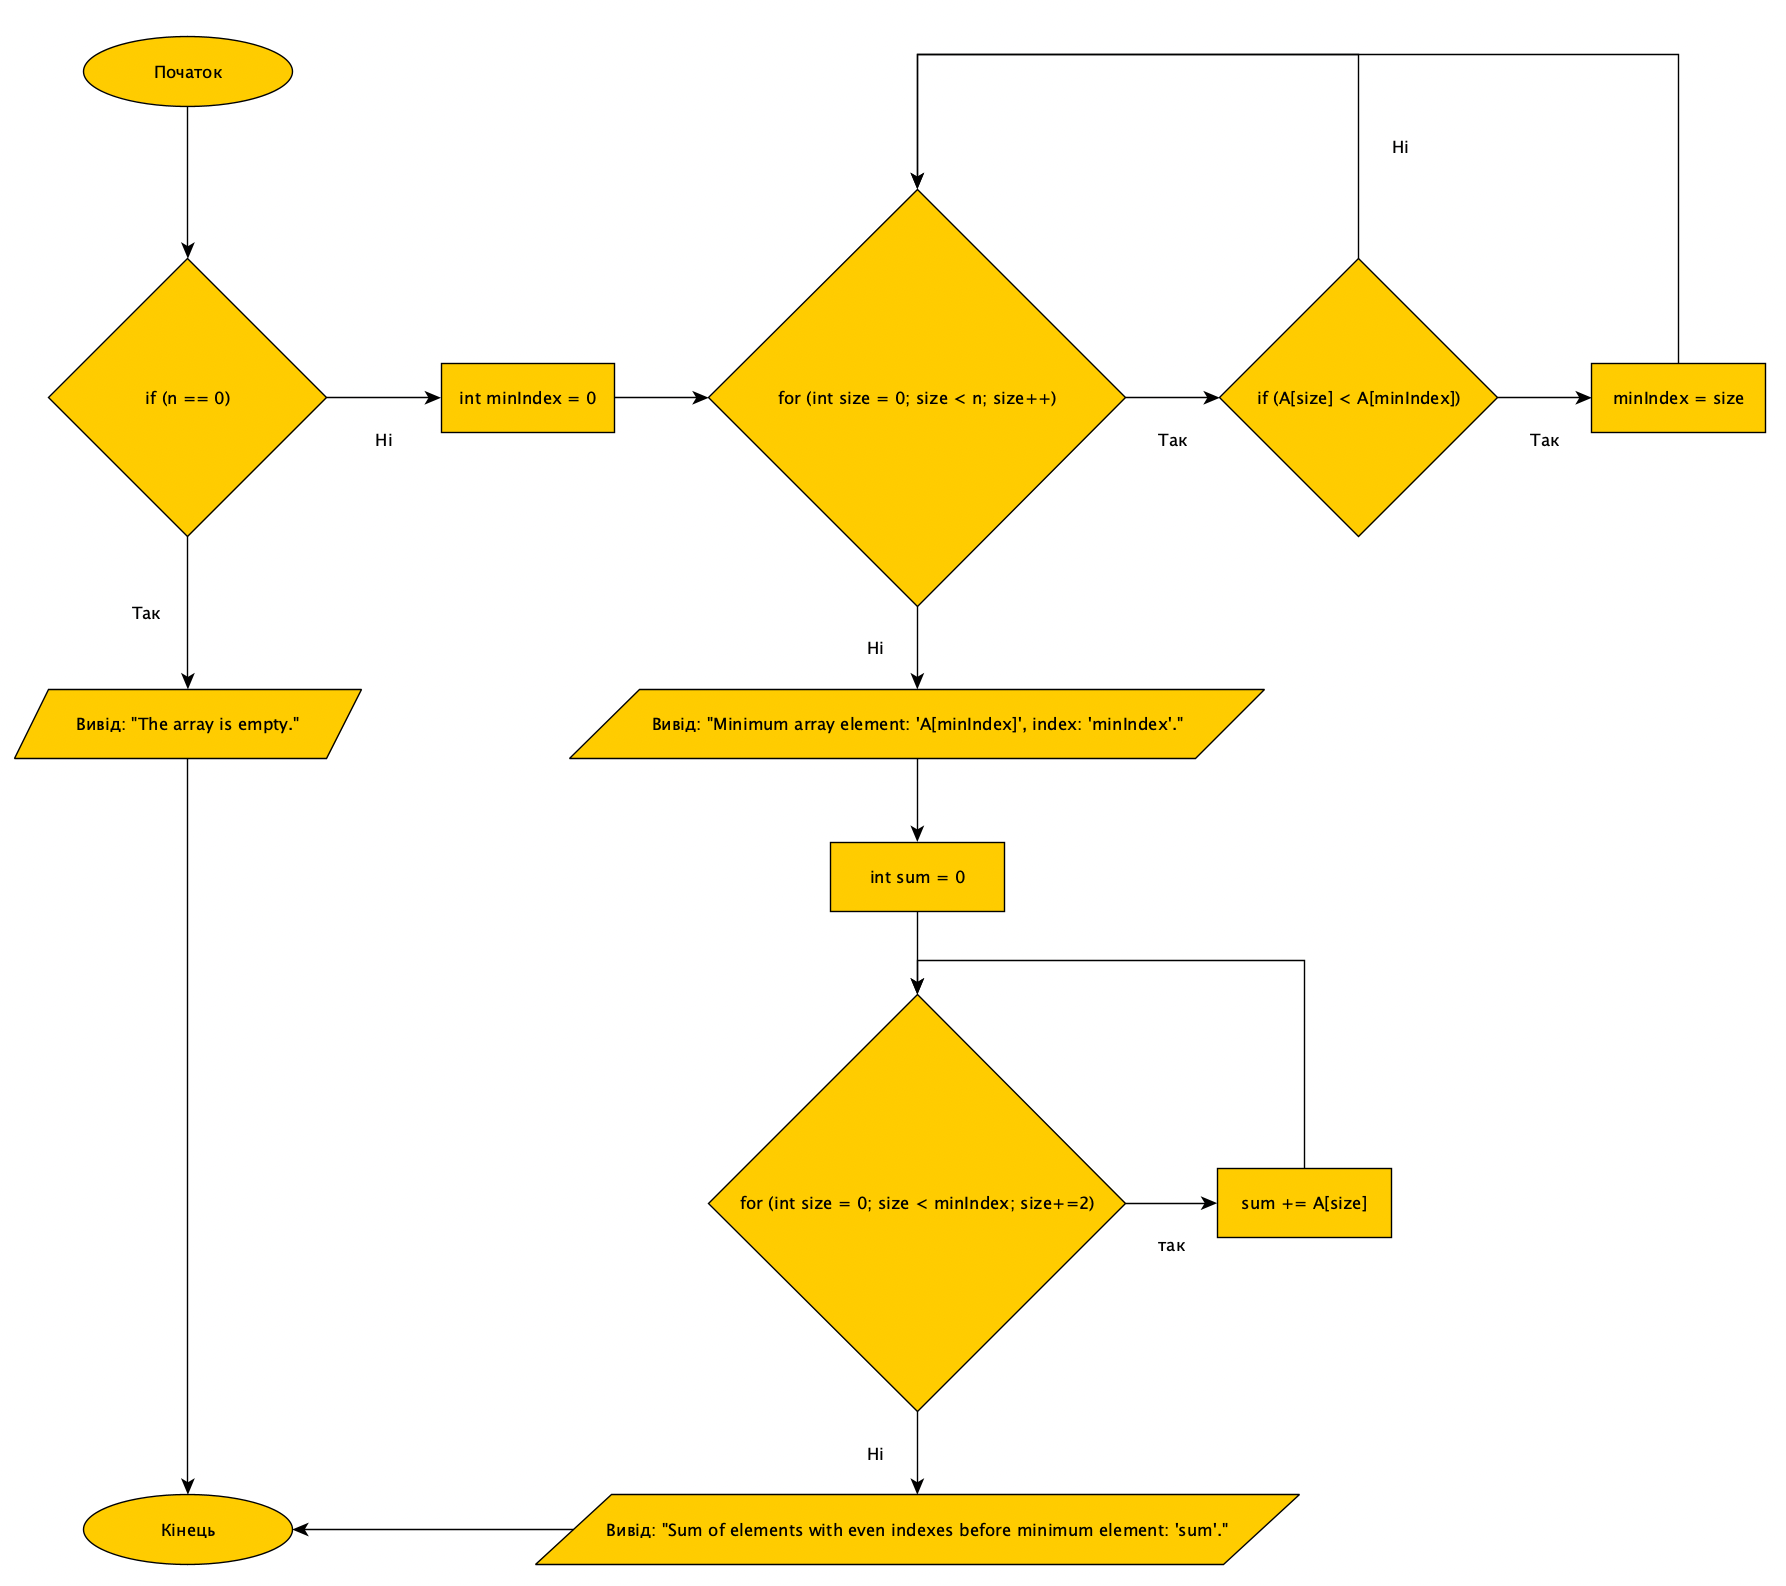 Початок
Ні
if (n == 0)
int minIndex = 0
for (int size = 0; size < n; size++)
if (A[size] < A[minIndex])
minIndex = size
Ні
Так
Так
Так
Ні
Вивід: "The array is empty."
Вивід: "Minimum array element: 'A[minIndex]', index: 'minIndex'."
int sum = 0
for (int size = 0; size < minIndex; size+=2)
sum += A[size]
так
Ні
Кінець
Вивід: "Sum of elements with even indexes before minimum element: 'sum'."